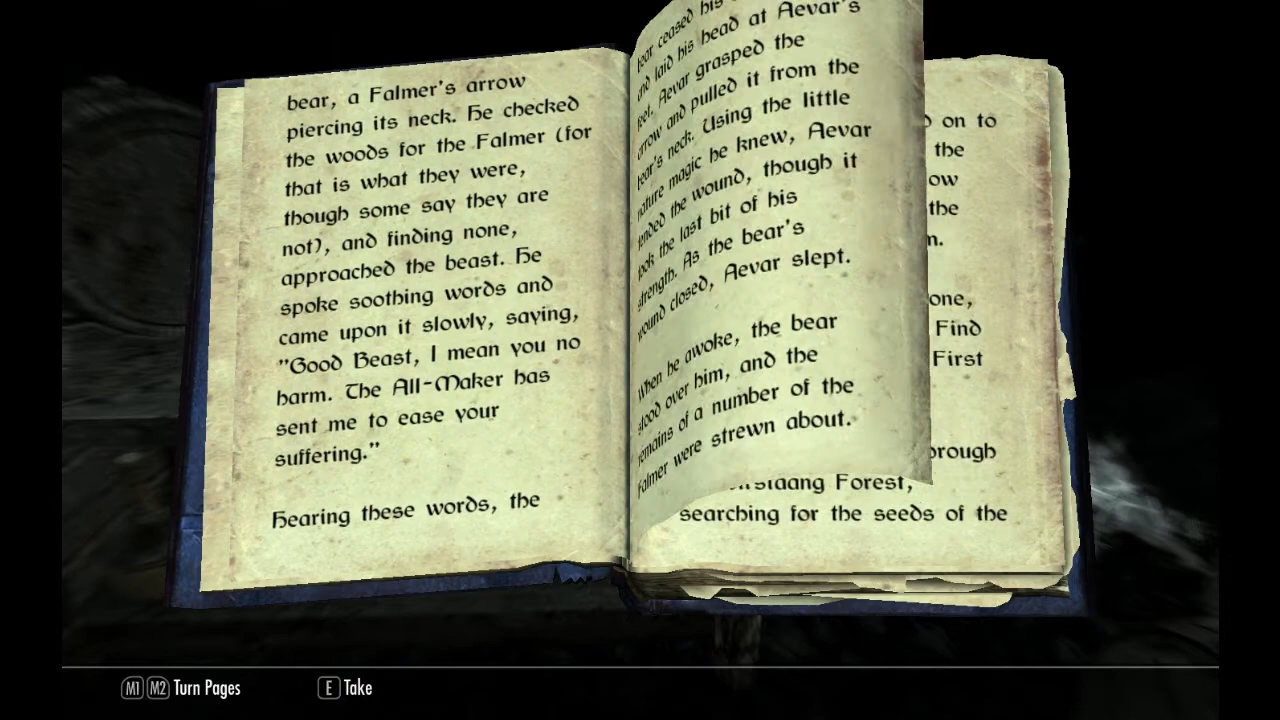 bear, a Falmer's arrow
piercing its neck. He checked
the woods for the Falmer (for
that is what they were,
though some say they are
not), and finding none,
approached the beast. He
spoke soothing words and
came upon it slowly, saying,
"Good Beast, I mean you no
harm. The All-Maker has
sent me to ease your
suffering."
Hearing these words, the
bear ceased his
and laid his head at Aevar's
feet. Aevar grasped the
arrow and pulled it from the
bear's neck. Using the little
nature magic he knew, Aevar
tended the wound, though it
took the last bit of his
strength. As the bear's
wound closed, Aevar slept.
When he awoke, the bear
stood over him, and the
remains of a number of the
Falmer were strewn about.
on to
the
the
Find
First
Forest,
searching for the seeds of the
M1 M2 Turn Pages
E Take